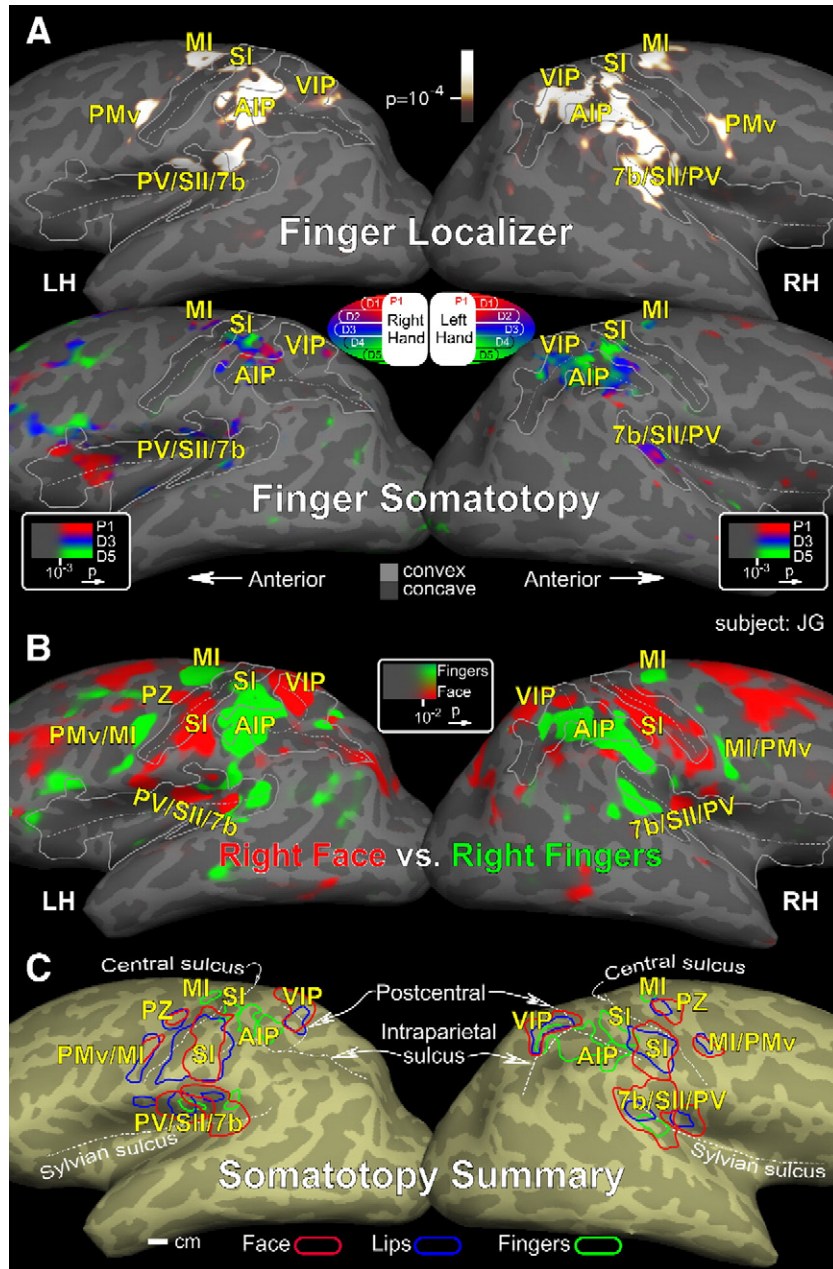 A
MI
SI
VIP
AIP
PMv
PV/SII/7b
p=10-4
MI
SI
VIP
AIP
PMv
7b/SII/PV
Finger Localizer
LH
RH
MI
SI
VIP
AIP
PV/SII/7b
D1
P1
D2
D3
D4
D5
Right
Hand
P1
D1
D2
D3
D4
D5
Left
Hand
MI
SI
VIP
AIP
7b/SII/PV
Finger Somatotopy
P1
D3
D5
10-3 p
P1
D3
D5
10-3 p
Anterior
convex
concave
Anterior
subject: JG
B
MI
PZ
SI
VIP
SI
AIP
PMv/MI
PV/SII/7b
Fingers
Face
10-2 p
MI
VIP
AIP
SI
MI/PMv
7b/SII/PV
Right Face vs. Right Fingers
LH
RH
C
Central sulcus
MI
SI
VIP
PZ
AIP
PMv/MI
SI
PV/SII/7b
Sylvian sulcus
Postcentral
Intraparietal
sulcus
Central sulcus
MI
PZ
SI
VIP
AIP
SI
MI/PMv
7b/SII/PV
Sylvian sulcus
Somatotopy Summary
cm
Face
Lips
Fingers